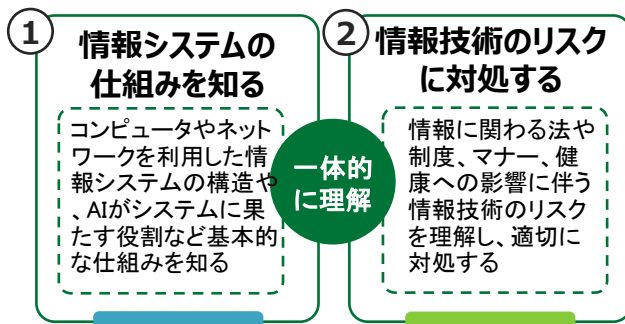 ①
情報システムの
仕組みを知る
コンピュータやネット
ワークを利用した情
報システムの構造や
、AIがシステムに果
たす役割など基本的
な仕組みを知る
一体的
に理解
②
情報技術のリスク
に対処する
情報に関わる法や
制度、マナー、健
康への影響に伴う
情報技術のリスク
を理解し、適切に
対処する